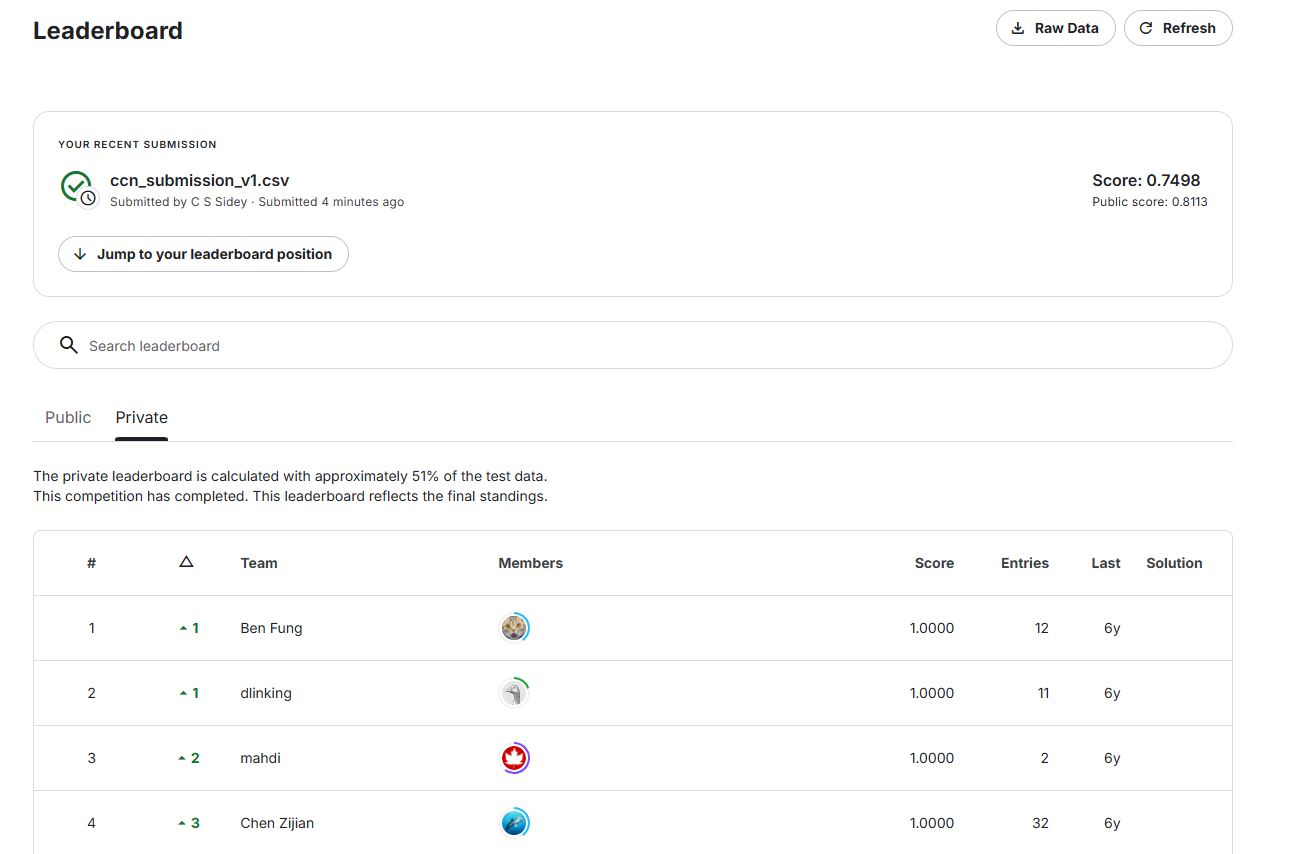 Leaderboard
Raw Data
Refresh
YOUR RECENT SUBMISSION
ccn_submission_v1.csv
Submitted by C S Sidey · Submitted 4 minutes ago
Score: 0.7498
Public score: 0.8113
Jump to your leaderboard position
Search leaderboard
Public Private
The private leaderboard is calculated with approximately 51% of the test data.
This competition has completed. This leaderboard reflects the final standings.
# △ Team Members Score Entries Last Solution
1 1 Ben Fung 1.0000 12 6y
2 1 dlinking 1.0000 11 6y
3 2 mahdi 1.0000 2 6y
4 3 Chen Zijian 1.0000 32 6y